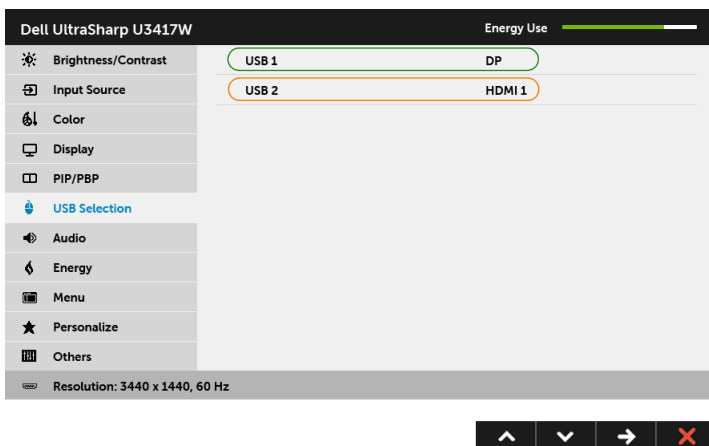 Dell UltraSharp U3417W Energy Use
Brightness/Contrast USB 1 DP
Input Source USB 2 HDMI 1
Color
Display
PIP/PBP
USB Selection
Audio
Energy
Menu
Personalize
Others
Resolution: 3440 x 1440, 60 Hz